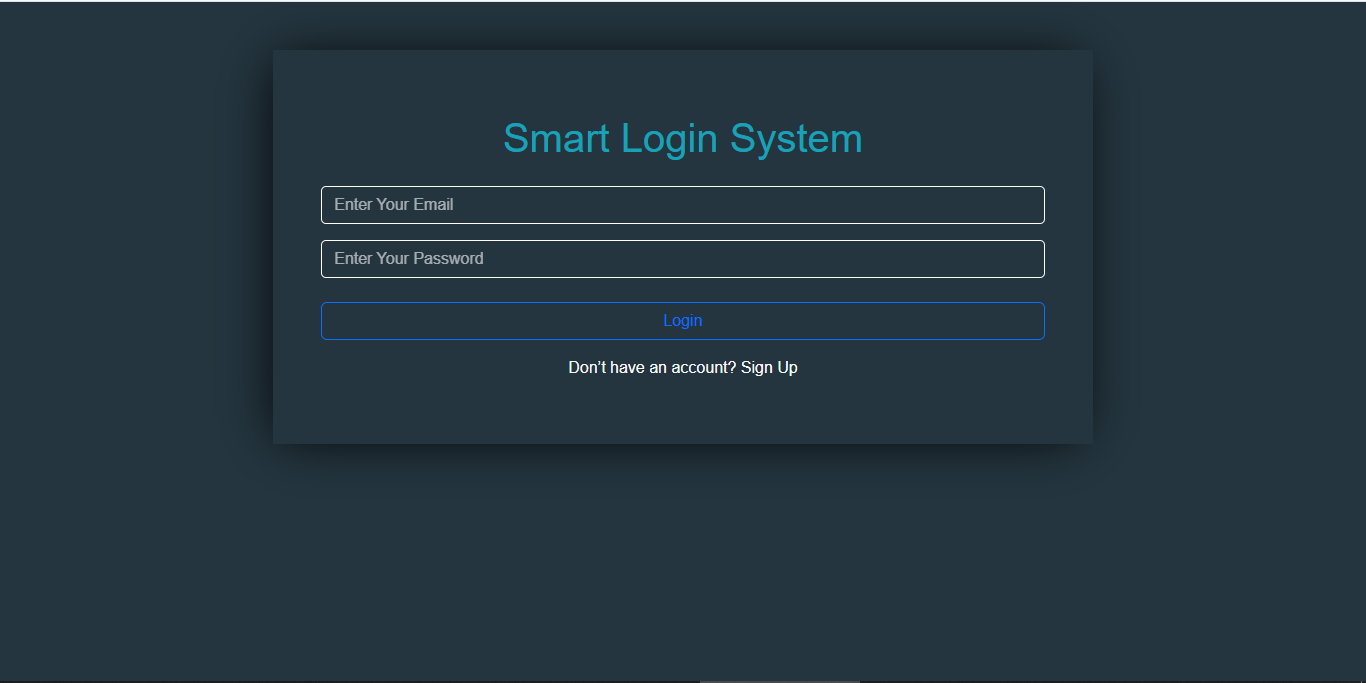 Smart Login System
Enter Your Email
Enter Your Password
Login
Don’t have an account? Sign Up